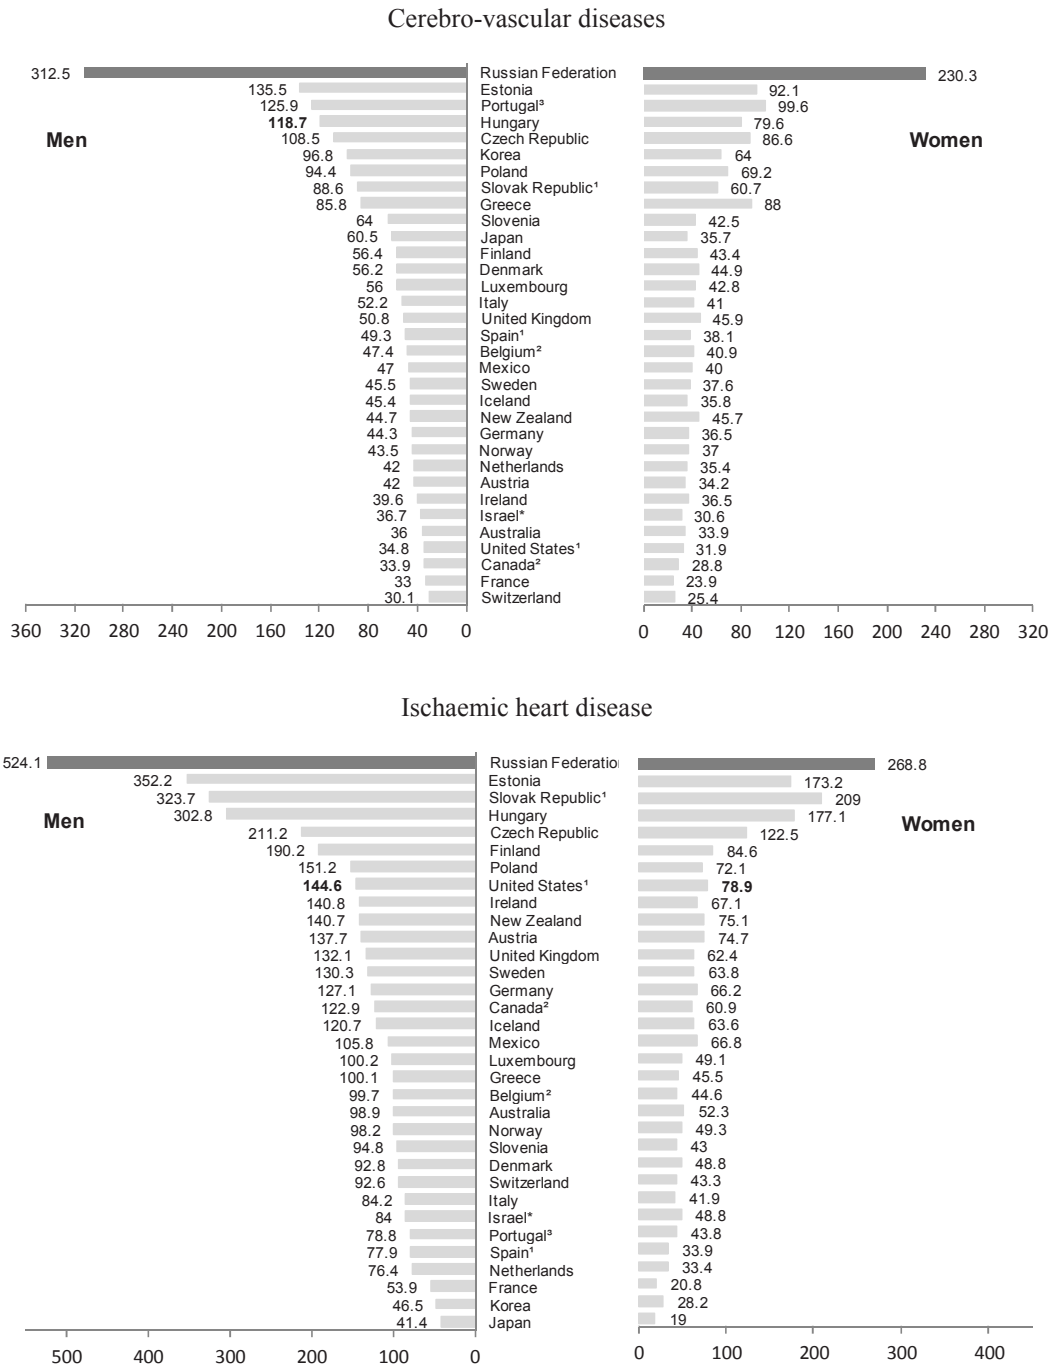 Cerebro-vascular diseases
312.5 Russian Federation 230.3
135.5 Estonia 92.1
125.9 Portugal³ 99.6
118.7 Hungary 79.6
Men 108.5 Czech Republic 86.6 Women
96.8 Korea 64
94.4 Poland 69.2
88.6 Slovak Republic¹ 60.7
85.8 Greece 88
64 Slovenia 42.5
60.5 Japan 35.7
56.4 Finland 43.4
56.2 Denmark 44.9
56 Luxembourg 42.8
52.2 Italy 41
50.8 United Kingdom 45.9
49.3 Spain¹ 38.1
47.4 Belgium² 40.9
47 Mexico 40
45.5 Sweden 37.6
45.4 Iceland 35.8
44.7 New Zealand 45.7
44.3 Germany 36.5
43.5 Norway 37
42 Netherlands 35.4
42 Austria 34.2
39.6 Ireland 36.5
36.7 Israel* 30.6
36 Australia 33.9
34.8 United States¹ 31.9
33.9 Canada² 28.8
33 France 23.9
30.1 Switzerland 25.4
360 320 280 240 200 160 120 80 40 0 0 40 80 120 160 200 240 280 320
Ischaemic heart disease
524.1 Russian Federatio 268.8
352.2 Estonia 173.2
323.7 Slovak Republic¹ 209
Men 302.8 Hungary 177.1 Women
211.2 Czech Republic 122.5
190.2 Finland 84.6
151.2 Poland 72.1
144.6 United States¹ 78.9
140.8 Ireland 67.1
140.7 New Zealand 75.1
137.7 Austria 74.7
132.1 United Kingdom 62.4
130.3 Sweden 63.8
127.1 Germany 66.2
122.9 Canada² 60.9
120.7 Iceland 63.6
105.8 Mexico 66.8
100.2 Luxembourg 49.1
100.1 Greece 45.5
99.7 Belgium² 44.6
98.9 Australia 52.3
98.2 Norway 49.3
94.8 Slovenia 43
92.8 Denmark 48.8
92.6 Switzerland 43.3
84.2 Italy 41.9
84 Israel* 48.8
78.8 Portugal³ 43.8
77.9 Spain¹ 33.9
76.4 Netherlands 33.4
53.9 France 20.8
46.5 Korea 28.2
41.4 Japan 19
500 400 300 200 100 0 0 100 200 300 400